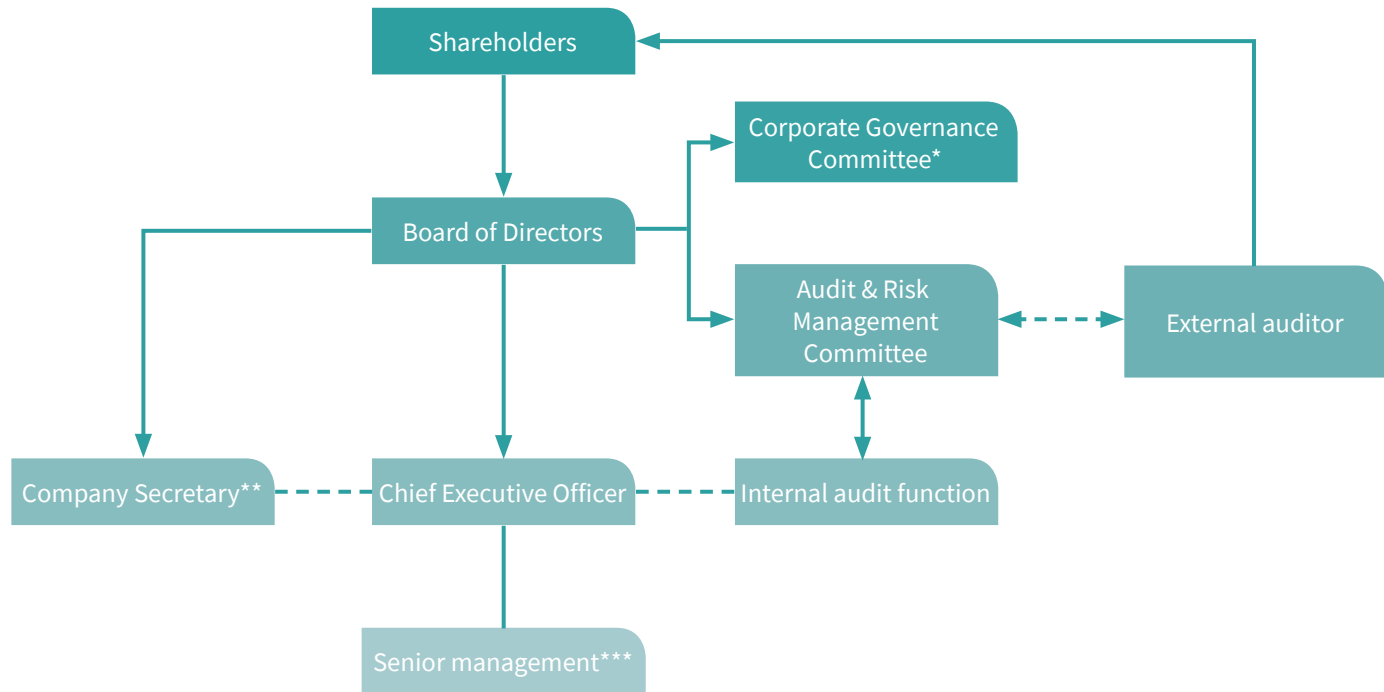 Shareholders
Corporate Governance
Committee*
Board of Directors
Audit & Risk
Management
Committee
External auditor
Company Secretary**
Chief Executive Officer
Internal audit function
Senior management***